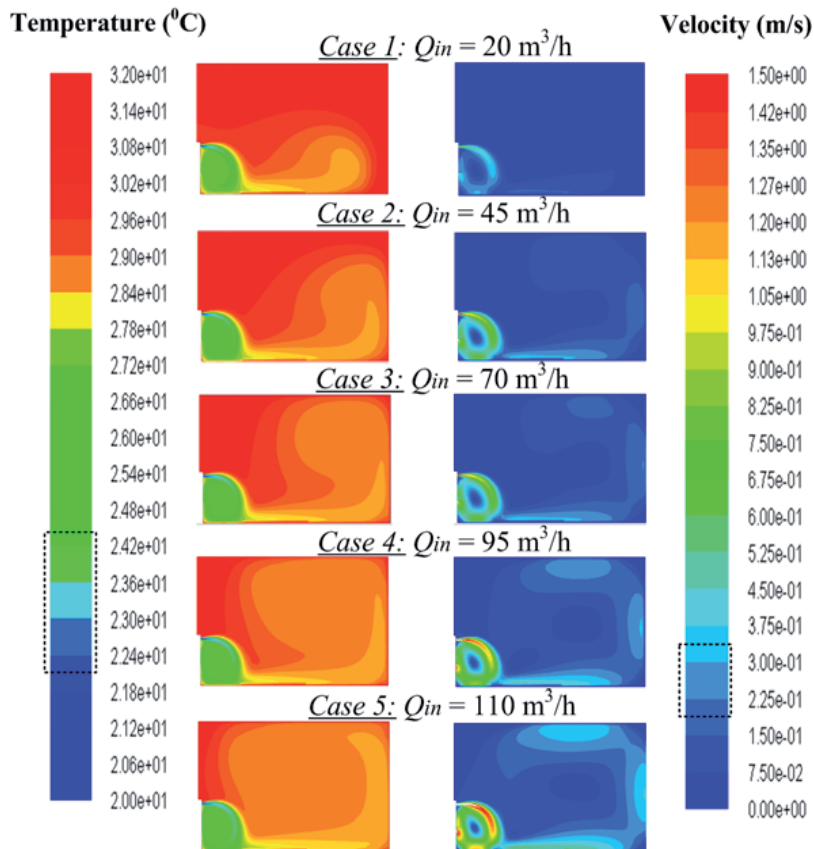 Temperature (⁰C)
Velocity (m/s)
Case 1: Qin = 20 m³/h
Case 2: Qin = 45 m³/h
Case 3: Qin = 70 m³/h
Case 4: Qin = 95 m³/h
Case 5: Qin = 110 m³/h
3.20e+01
3.14e+01
3.08e+01
3.02e+01
2.96e+01
2.90e+01
2.84e+01
2.78e+01
2.72e+01
2.66e+01
2.60e+01
2.54e+01
2.48e+01
2.42e+01
2.36e+01
2.30e+01
2.24e+01
2.18e+01
2.12e+01
2.06e+01
2.00e+01
1.50e+00
1.42e+00
1.35e+00
1.27e+00
1.20e+00
1.13e+00
1.05e+00
9.75e-01
9.00e-01
8.25e-01
7.50e-01
6.75e-01
6.00e-01
5.25e-01
4.50e-01
3.75e-01
3.00e-01
2.25e-01
1.50e-01
7.50e-02
0.00e+00